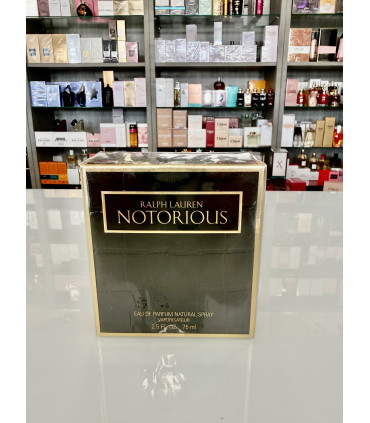 RALPH LAUREN
NOTORIOUS
EAU DE PARFUM NATURAL SPRAY
VAPORISATEUR
2.5 FL. OZ. 75 ml